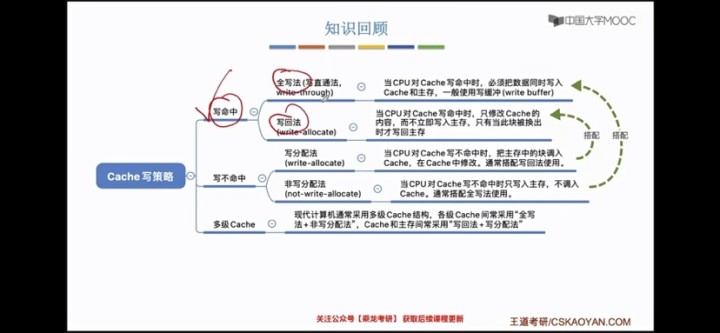 知识回顾
中国大学MOOC
全写法(写直通法,
write-through)
当CPU对Cache写命中时，必须把数据同时写入
Cache和主存，一般使用写缓冲(write buffer)
写命中
写回法
(write-allocate)
当CPU对Cache写命中时，只修改Cache的
内容，而不立即写入主存，只有当此块被换出
时才写回主存
搭配
搭配
Cache写策略
写不命中
写分配法
(write-allocate)
当CPU对Cache写不命中时，把主存中的块调入
Cache，在Cache中修改。通常搭配写回法使用。
非写分配法
(not-write-allocate)
当CPU对Cache写不命中时只写入主存，不调入
Cache。通常搭配全写法使用。
多级Cache
现代计算机通常采用多级Cache结构，各级Cache间常采用“全写
法+非写分配法”，Cache和主存间常采用“写回法+写分配法”
关注公众号【乘龙考研】 获取后续课程更新
王道考研/CSKAOYAN.COM